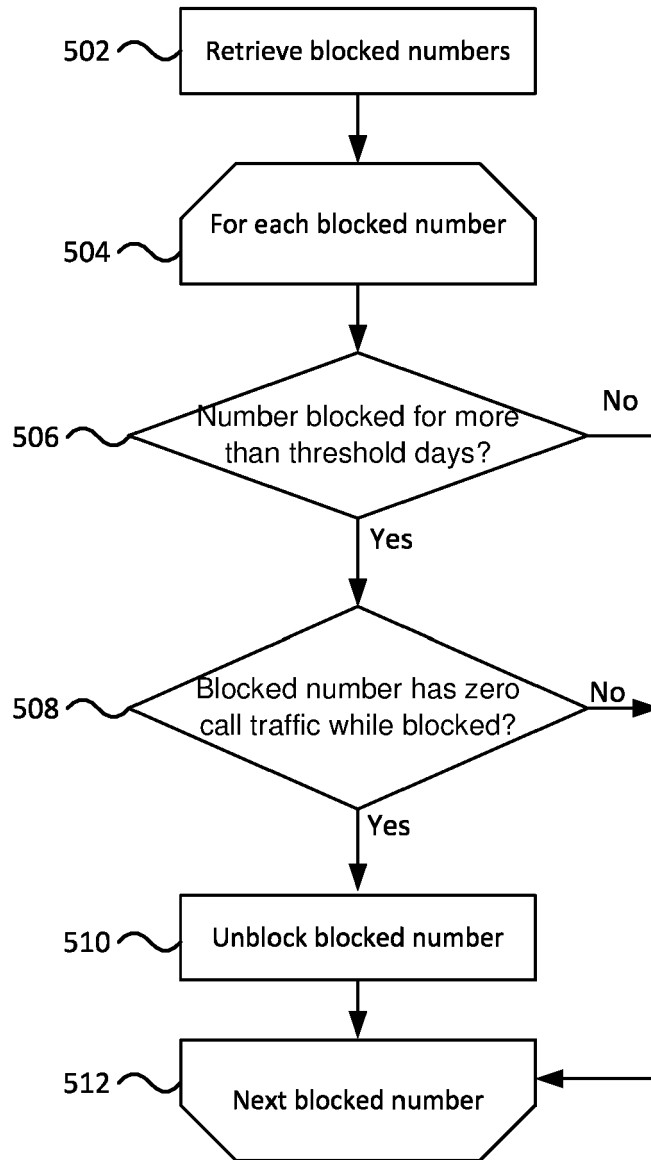 502
Retrieve blocked numbers
504
For each blocked number
506
Number blocked for more
than threshold days?
No
Yes
508
Blocked number has zero
call traffic while blocked?
No
Yes
510
Unblock blocked number
512
Next blocked number